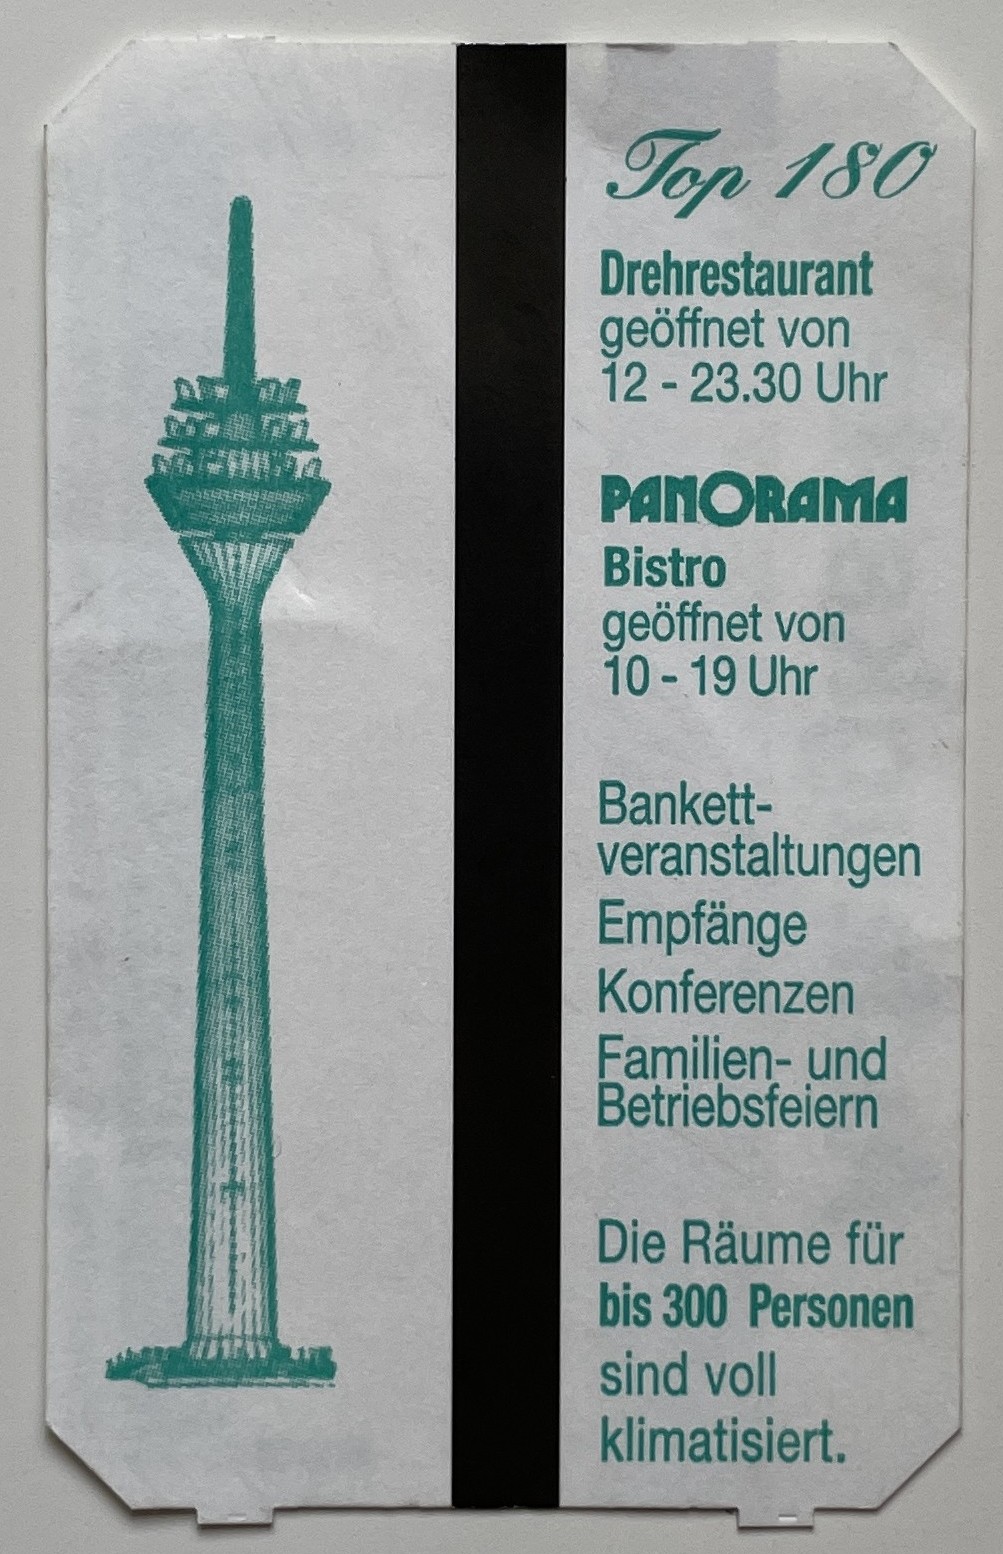 Top 180
Drehrestaurant
geöffnet von
12 - 23.30 Uhr
PANORAMA
Bistro
geöffnet von
10 - 19 Uhr
Bankett-
veranstaltungen
Empfänge
Konferenzen
Familien- und
Betriebsfeiern
Die Räume für
bis 300 Personen
sind voll
klimatisiert.